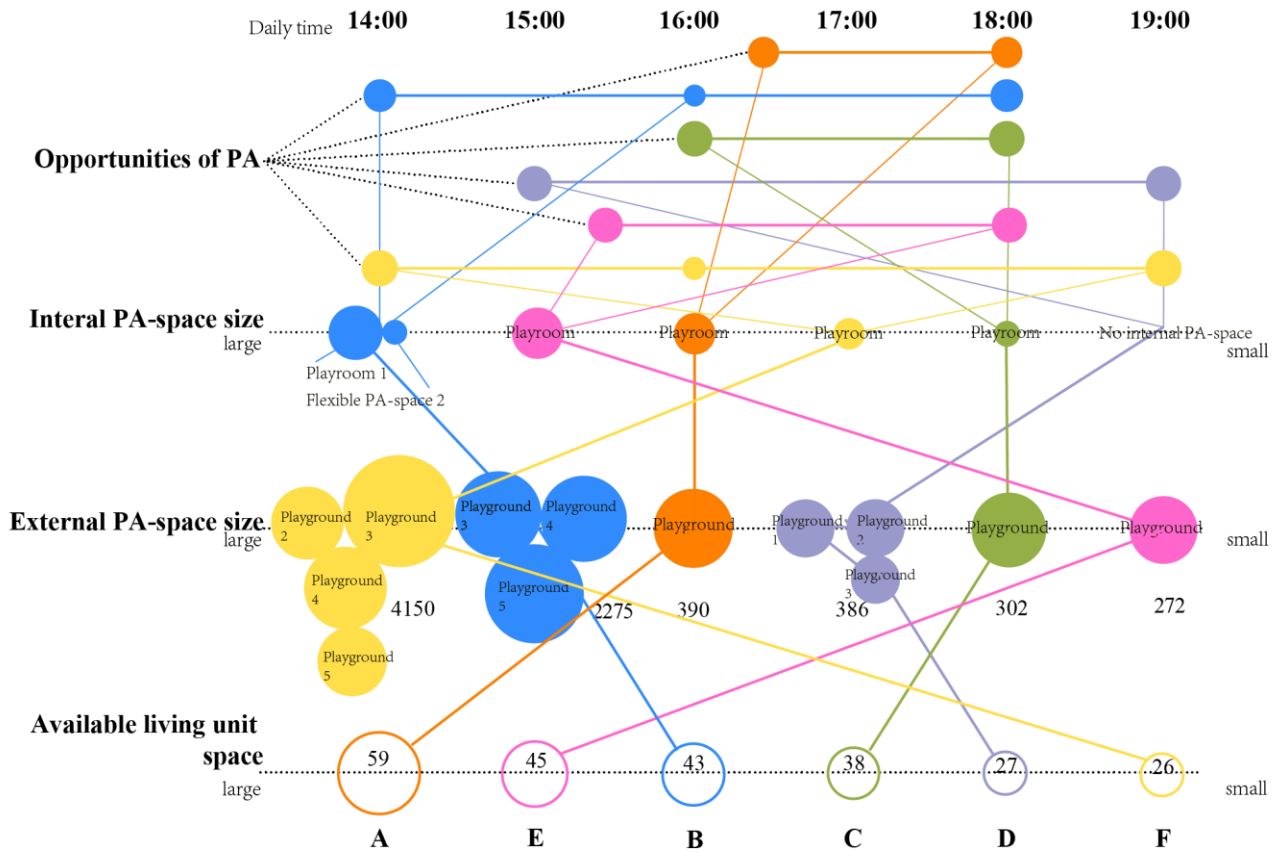 Daily time 14:00 15:00 16:00 17:00 18:00 19:00
Opportunities of PA
Interal PA-space size
large
Playroom Playroom Playroom Playroom No internal PA-space
small
Playroom 1
Flexible PA-space 2
External PA-space size
large
Playground
2
Playground
3
Playground
4
Playground
5
4150
Playground
3
Playground
4
Playground
5
2275
Playground
390
Playground
1
Playground
2
Playground
3
386
Playground
302
Playground
272
small
Available living unit
space
large
59 45 43 38 27 26
small
A E B C D F